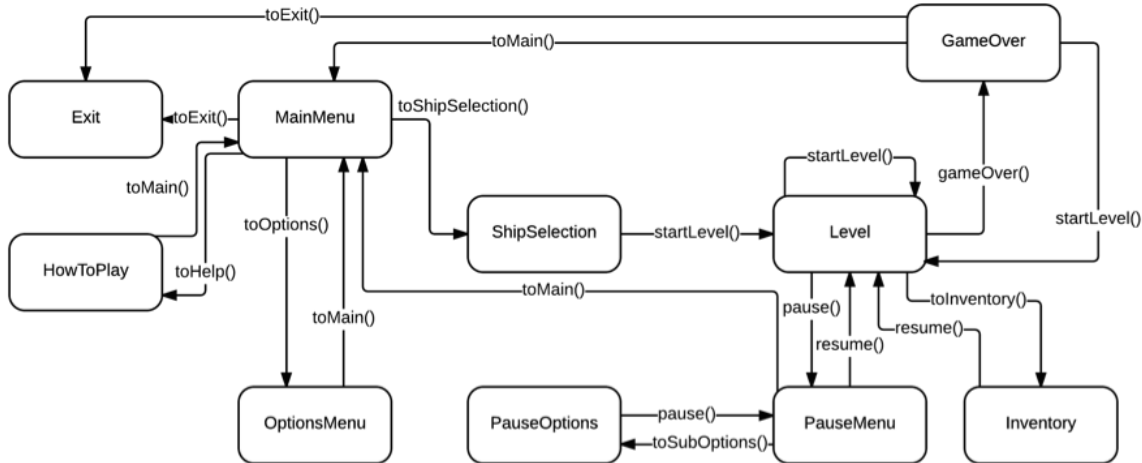 toExit()
toMain()
GameOver
Exit
toExit()
MainMenu
toShipSelection()
startLevel()
gameOver()
toMain()
toOptions()
ShipSelection
startLevel()
Level
startLevel()
HowToPlay
toHelp()
toMain()
toMain()
pause()
toInventory()
resume()
resume()
OptionsMenu
PauseOptions
pause()
toSubOptions()
PauseMenu
Inventory